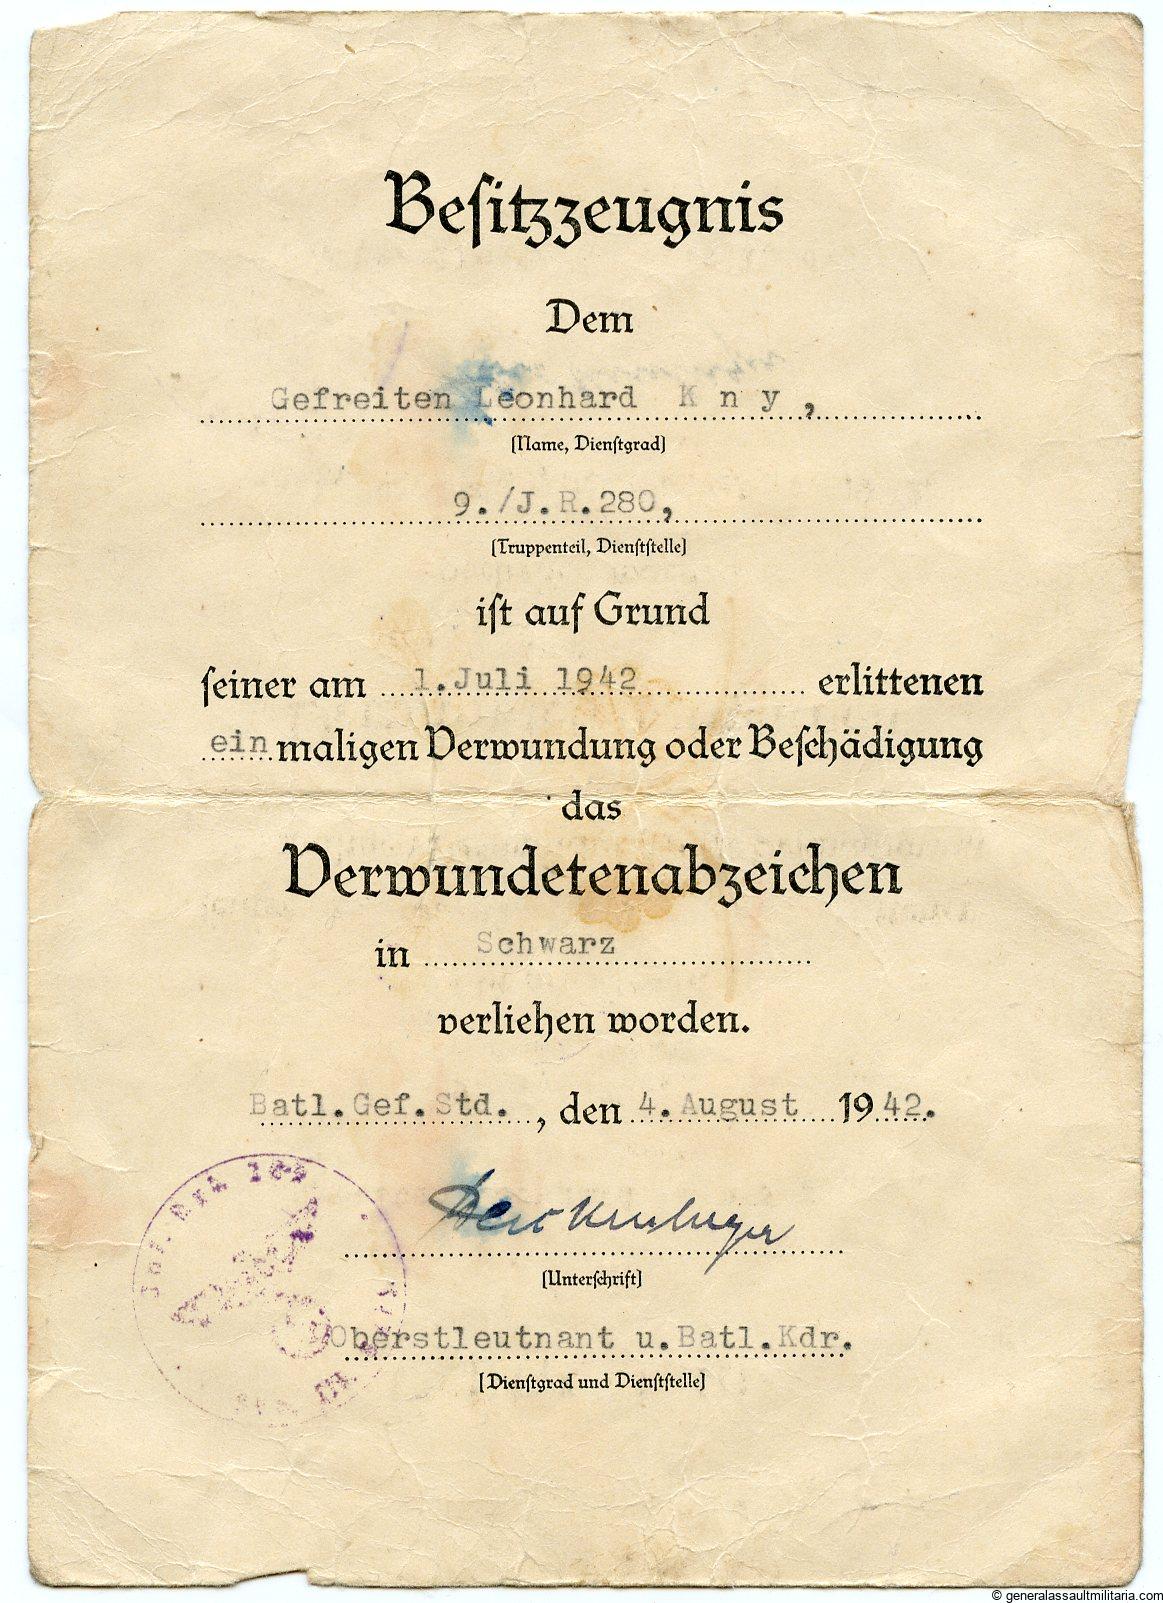 Besitzzeugnis
Dem
Gefreiten Leonhard K n y ,
(Name, Dienstgrad)
9./J.R.280,
(Truppenteil, Dienststelle)
ist auf Grund
seiner am 1.Juli 1942 erlittenen
ein maligen Verwundung oder Beschädigung
das
Verwundetenabzeichen
in Schwarz
verliehen worden.
Batl.Gef.Std. , den 4.August 1942.
(Unterschrift)
Oberstleutnant u.Batl.Kdr.
(Dienstgrad und Dienststelle)
© generalassaultmilitaria.com